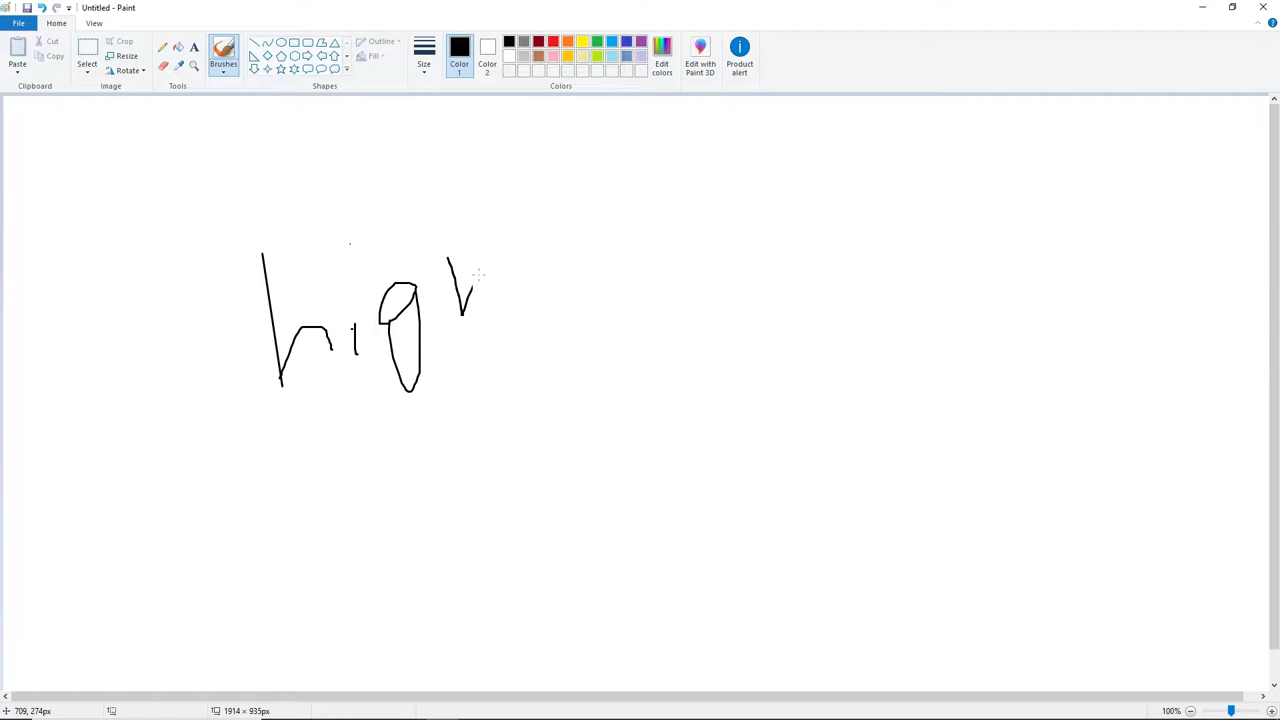 Untitled - Paint
File
Home
View
Paste
Cut
Copy
Clipboard
Select
Crop
Resize
Rotate
Image
A
Tools
Brushes
Shapes
Outline
Fill
Size
Color 1
Color 2
Colors
Edit colors
Edit with Paint 3D
Product alert
hig
709, 274px
1914 × 935px
100%